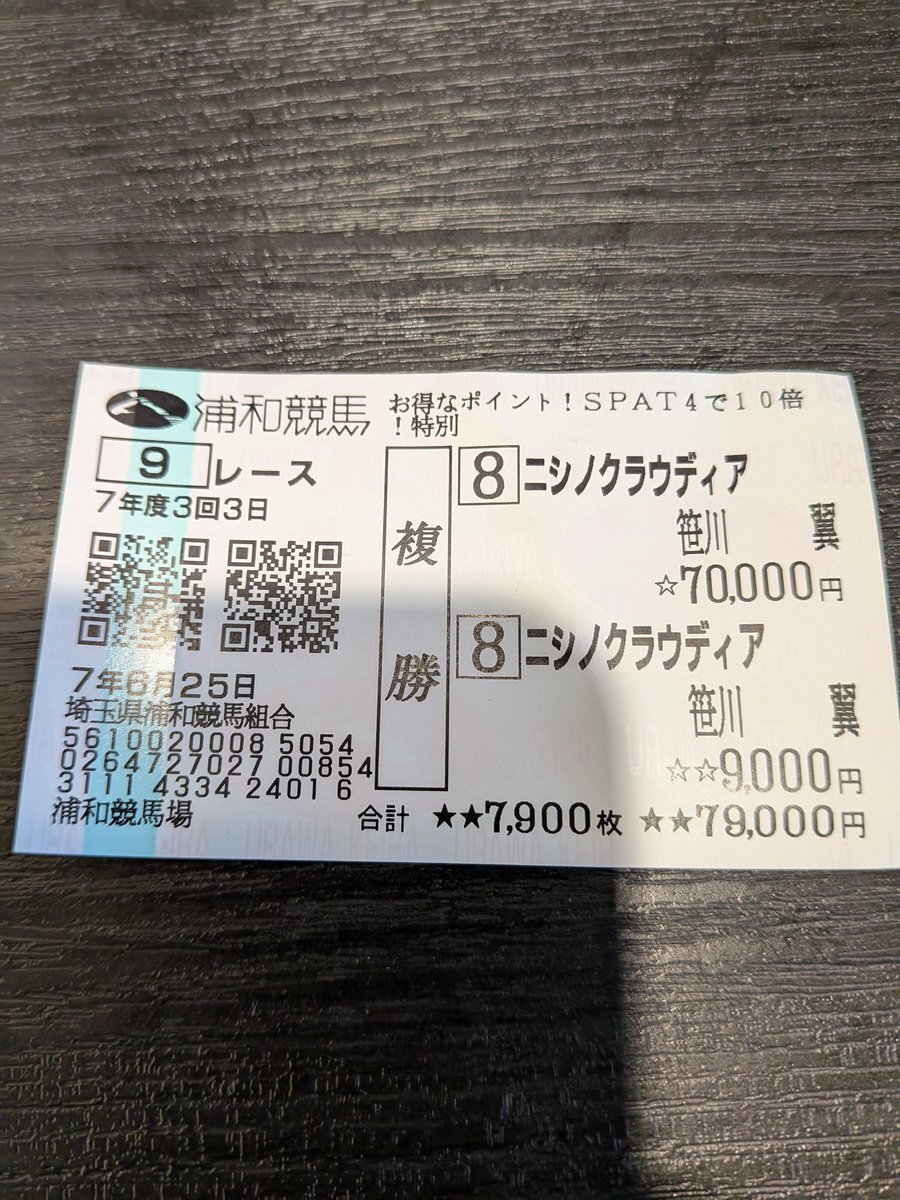 浦和競馬
お得なポイント！ＳＰＡＴ４で１０倍
！特別
9 レース
7年度3回3日
複勝
8 ニシノクラウディア
笹川 翼
☆70,000円
8 ニシノクラウディア
笹川 翼
☆☆9,000円
7年6月25日
埼玉県浦和競馬組合
5610020008 5054
0264727027 00854
3111 4334 2401 6
浦和競馬場
合計 ★★7,900枚 ★★79,000円